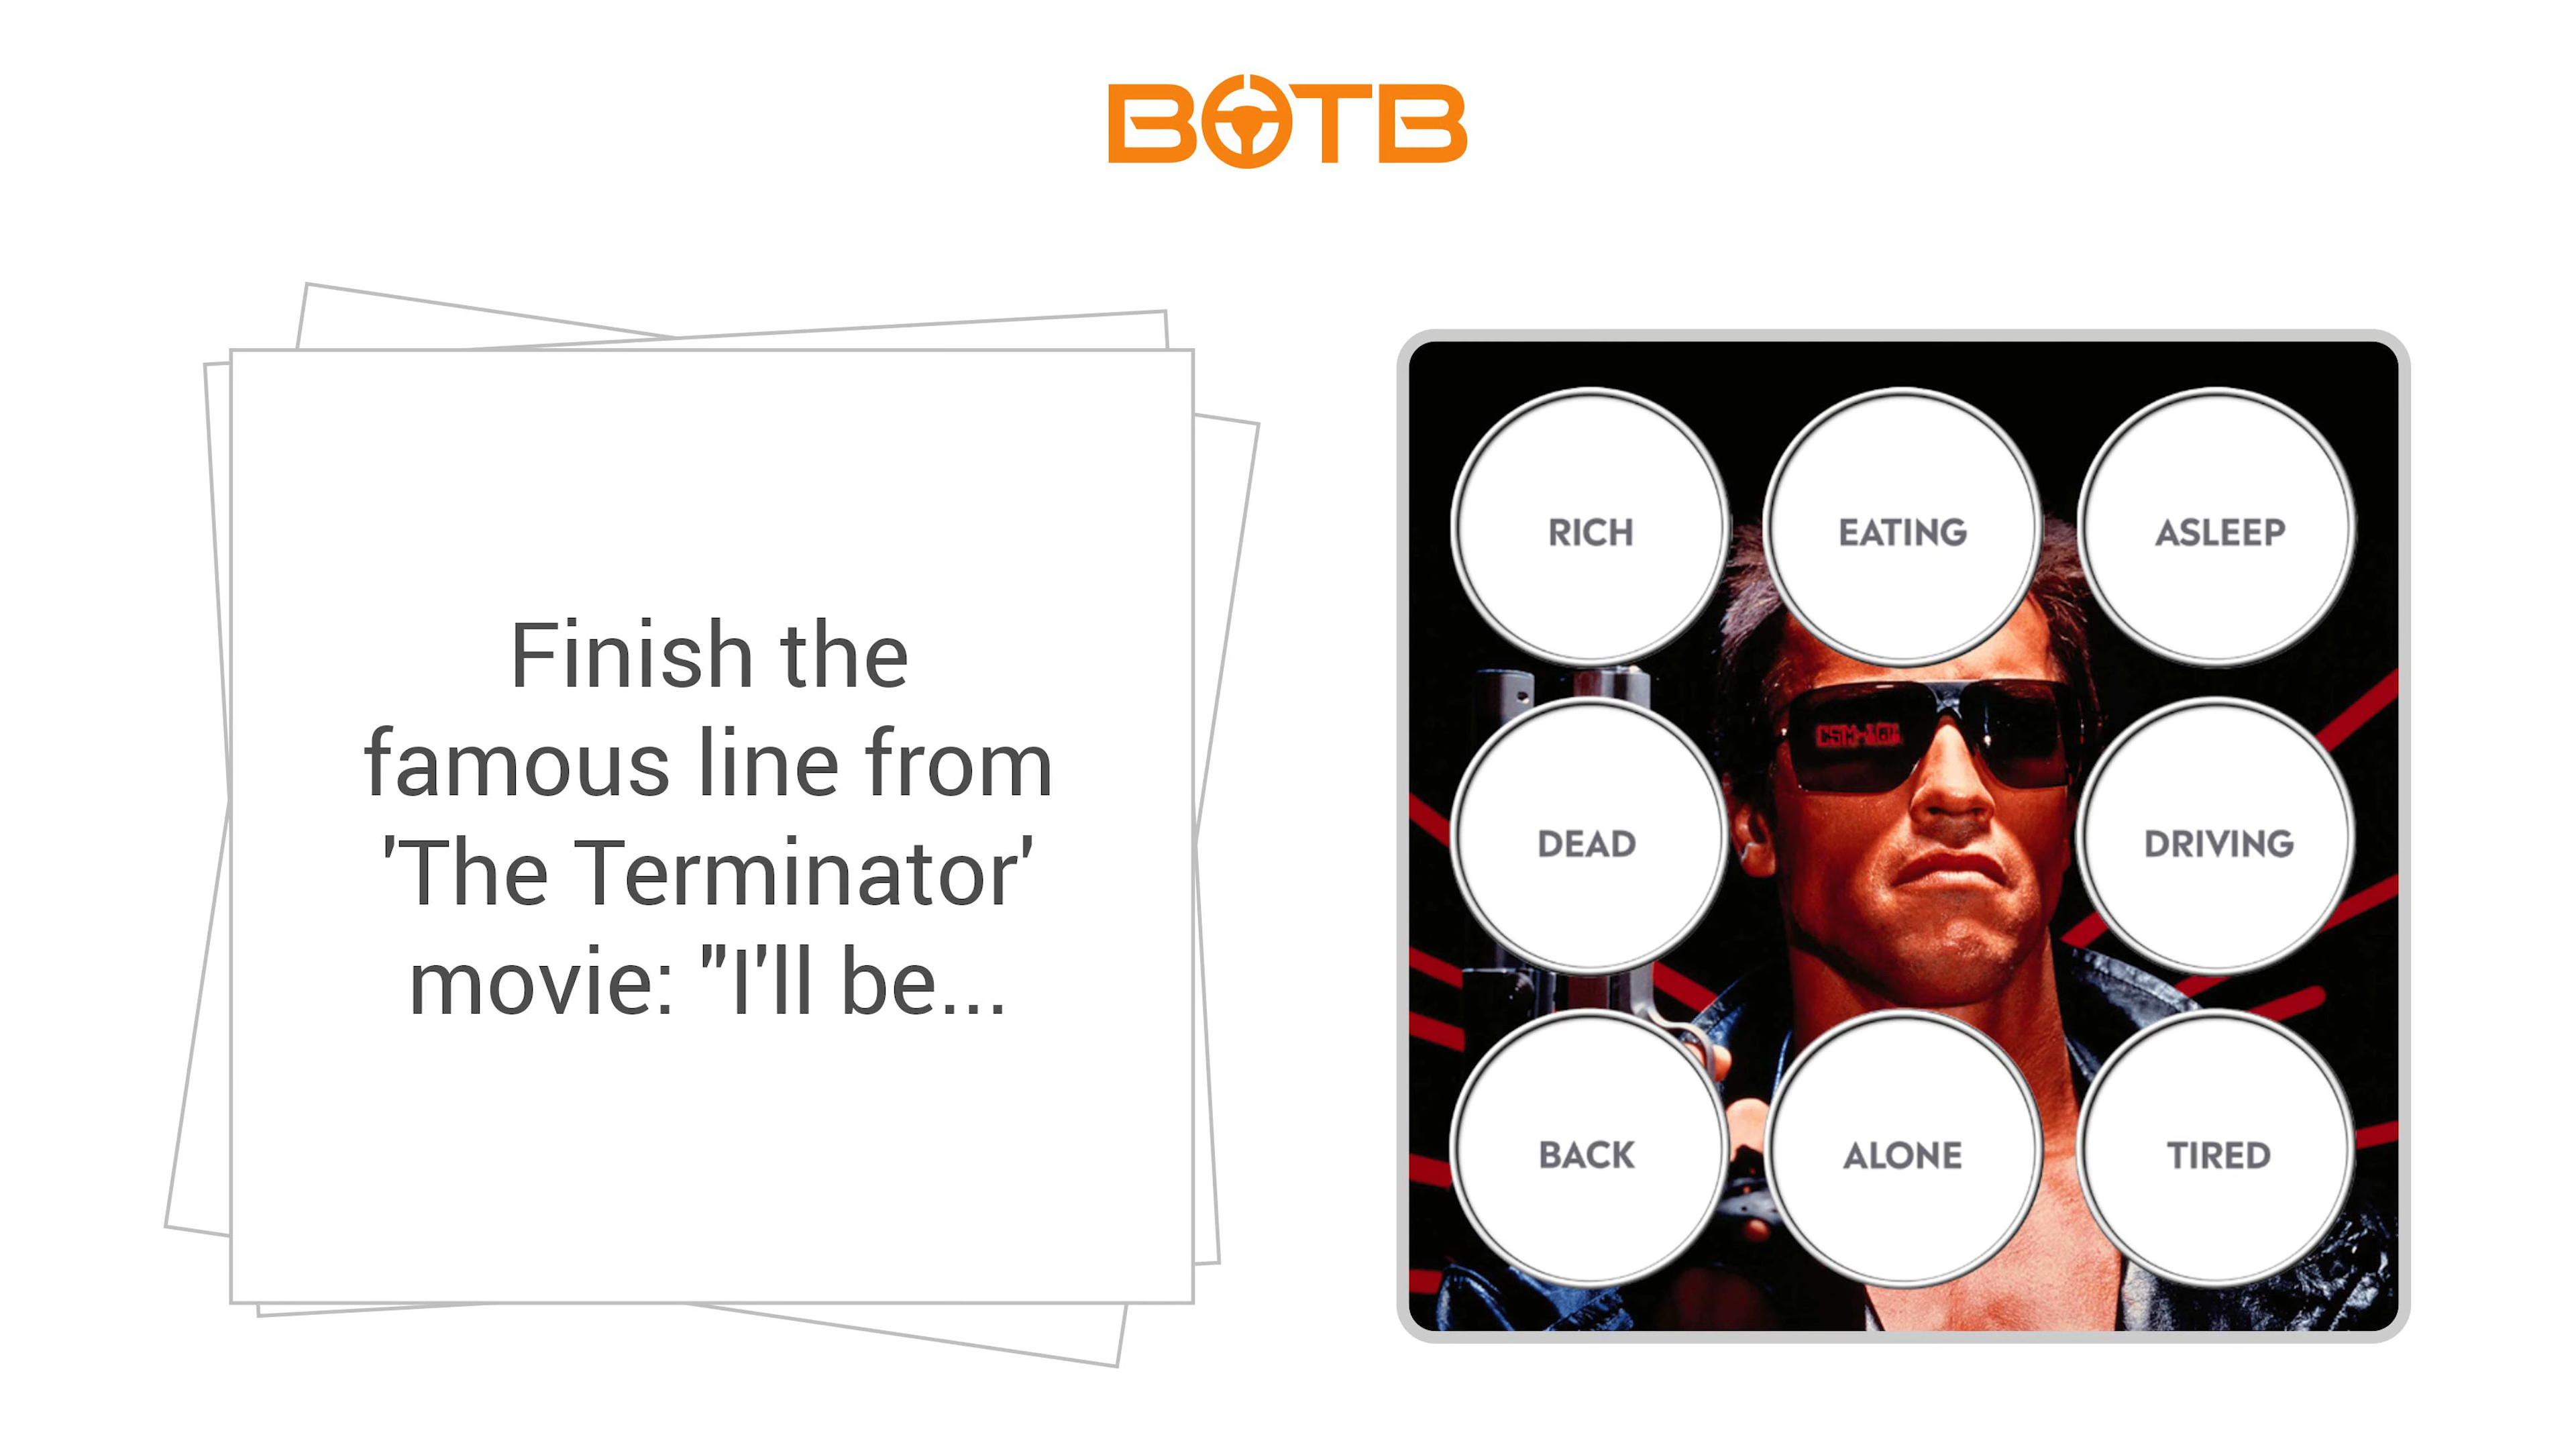 BOTB
Finish the
famous line from
'The Terminator'
movie: "I'll be...
RICH
EATING
ASLEEP
DEAD
DRIVING
BACK
ALONE
TIRED